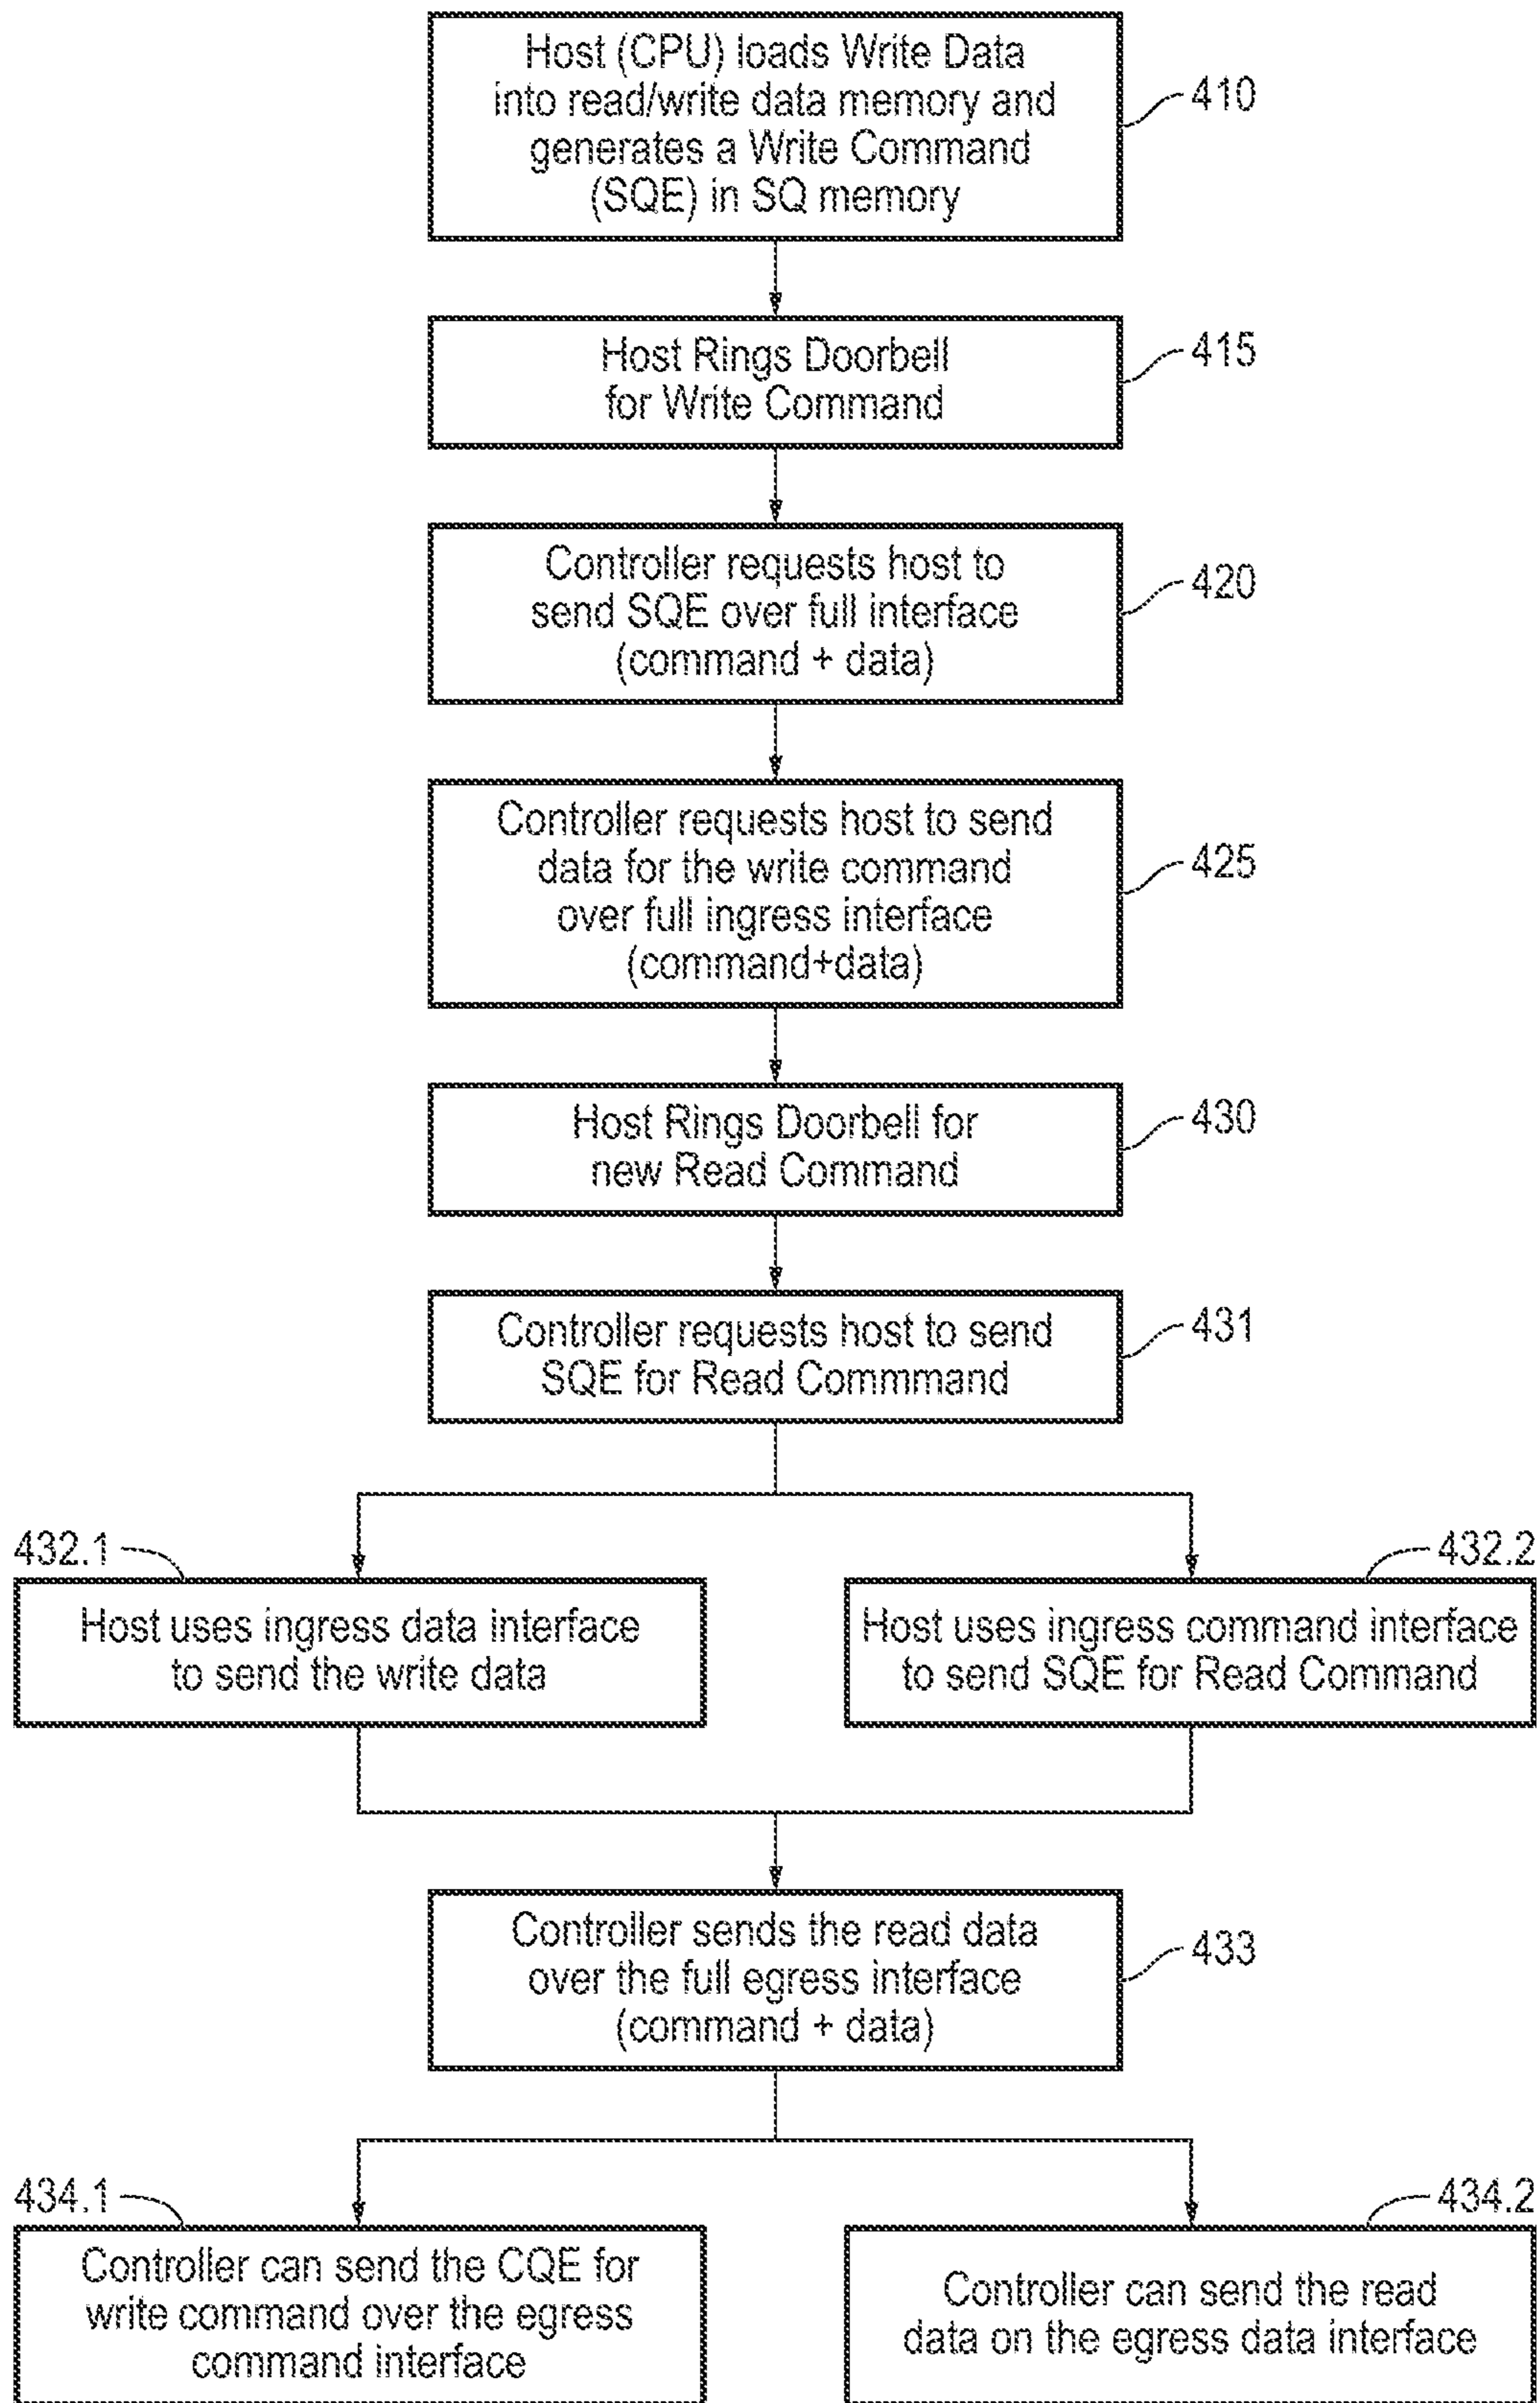 Host (CPU) loads Write Data
into read/write data memory and
generates a Write Command
(SQE) in SQ memory
410
Host Rings Doorbell
for Write Command
415
Controller requests host to
send SQE over full interface
(command + data)
420
Controller requests host to send
data for the write command
over full ingress interface
(command+data)
425
Host Rings Doorbell for
new Read Command
430
Controller requests host to send
SQE for Read Commmand
431
432.1
Host uses ingress data interface
to send the write data
432.2
Host uses ingress command interface
to send SQE for Read Command
Controller sends the read data
over the full egress interface
(command + data)
433
434.1
Controller can send the CQE for
write command over the egress
command interface
434.2
Controller can send the read
data on the egress data interface